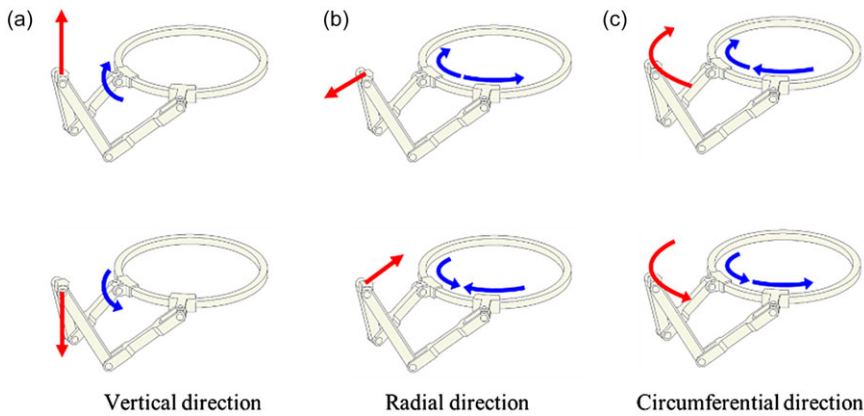 (a)
(b)
(c)
Vertical direction
Radial direction
Circumferential direction